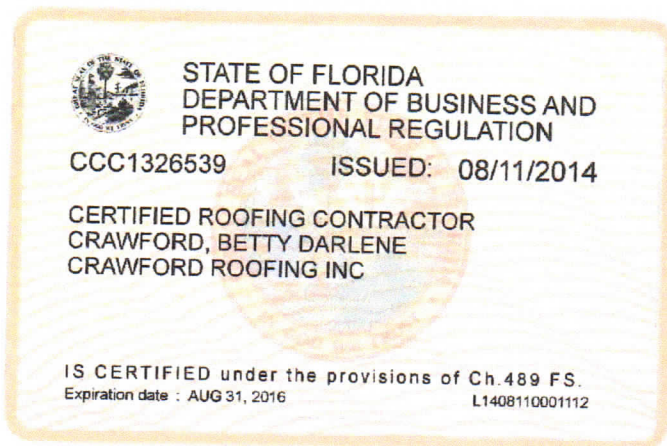 STATE OF FLORIDA
DEPARTMENT OF BUSINESS AND
PROFESSIONAL REGULATION
CCC1326539 ISSUED: 08/11/2014
CERTIFIED ROOFING CONTRACTOR
CRAWFORD, BETTY DARLENE
CRAWFORD ROOFING INC
IS CERTIFIED under the provisions of Ch.489 FS.
Expiration date : AUG 31, 2016 L1408110001112